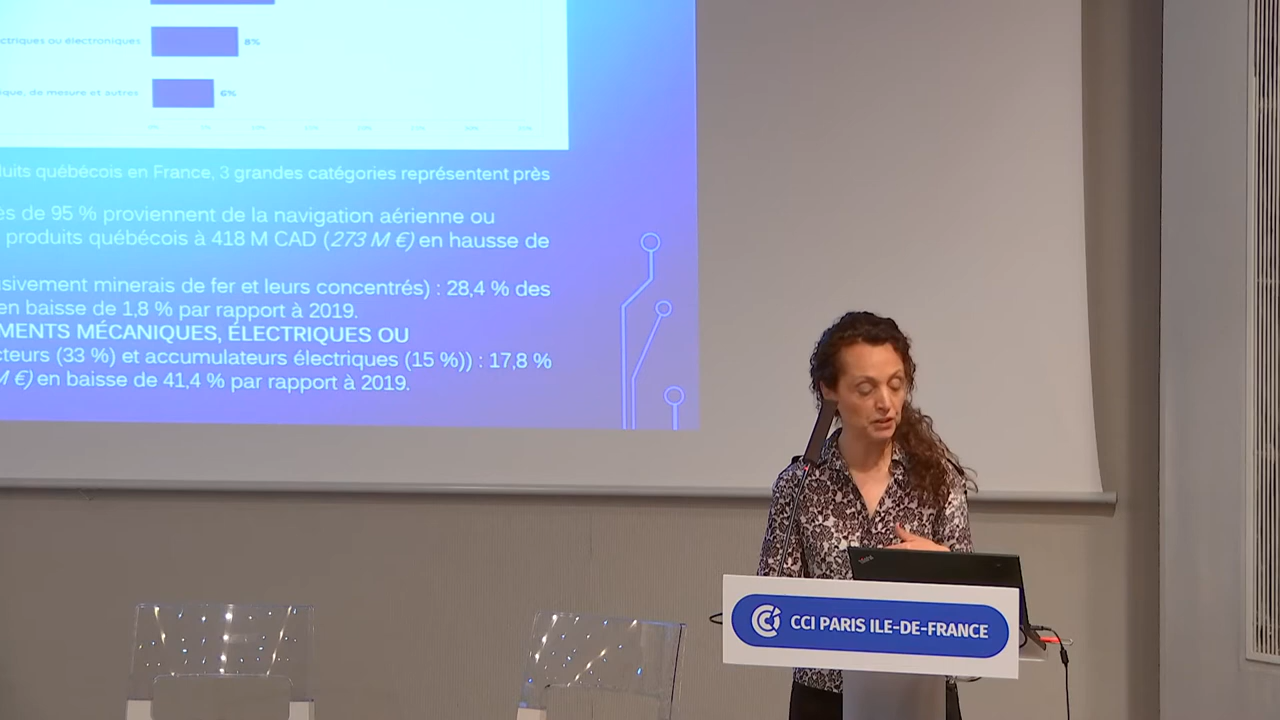 ctriques ou électroniques
8%
que, de mesure et autres
6%
duits québécois en France, 3 grandes catégories représentent près
ès de 95 % proviennent de la navigation aérienne ou
produits québécois à 418 M CAD (273 M €) en hausse de
sivement minerais de fer et leurs concentrés) : 28,4 % des
en baisse de 1,8 % par rapport à 2019.
MENTS MÉCANIQUES, ÉLECTRIQUES OU
cteurs (33 %) et accumulateurs électriques (15 %)) : 17,8 %
M €) en baisse de 41,4 % par rapport à 2019.
ThinkPad
CCI PARIS ILE-DE-FRANCE